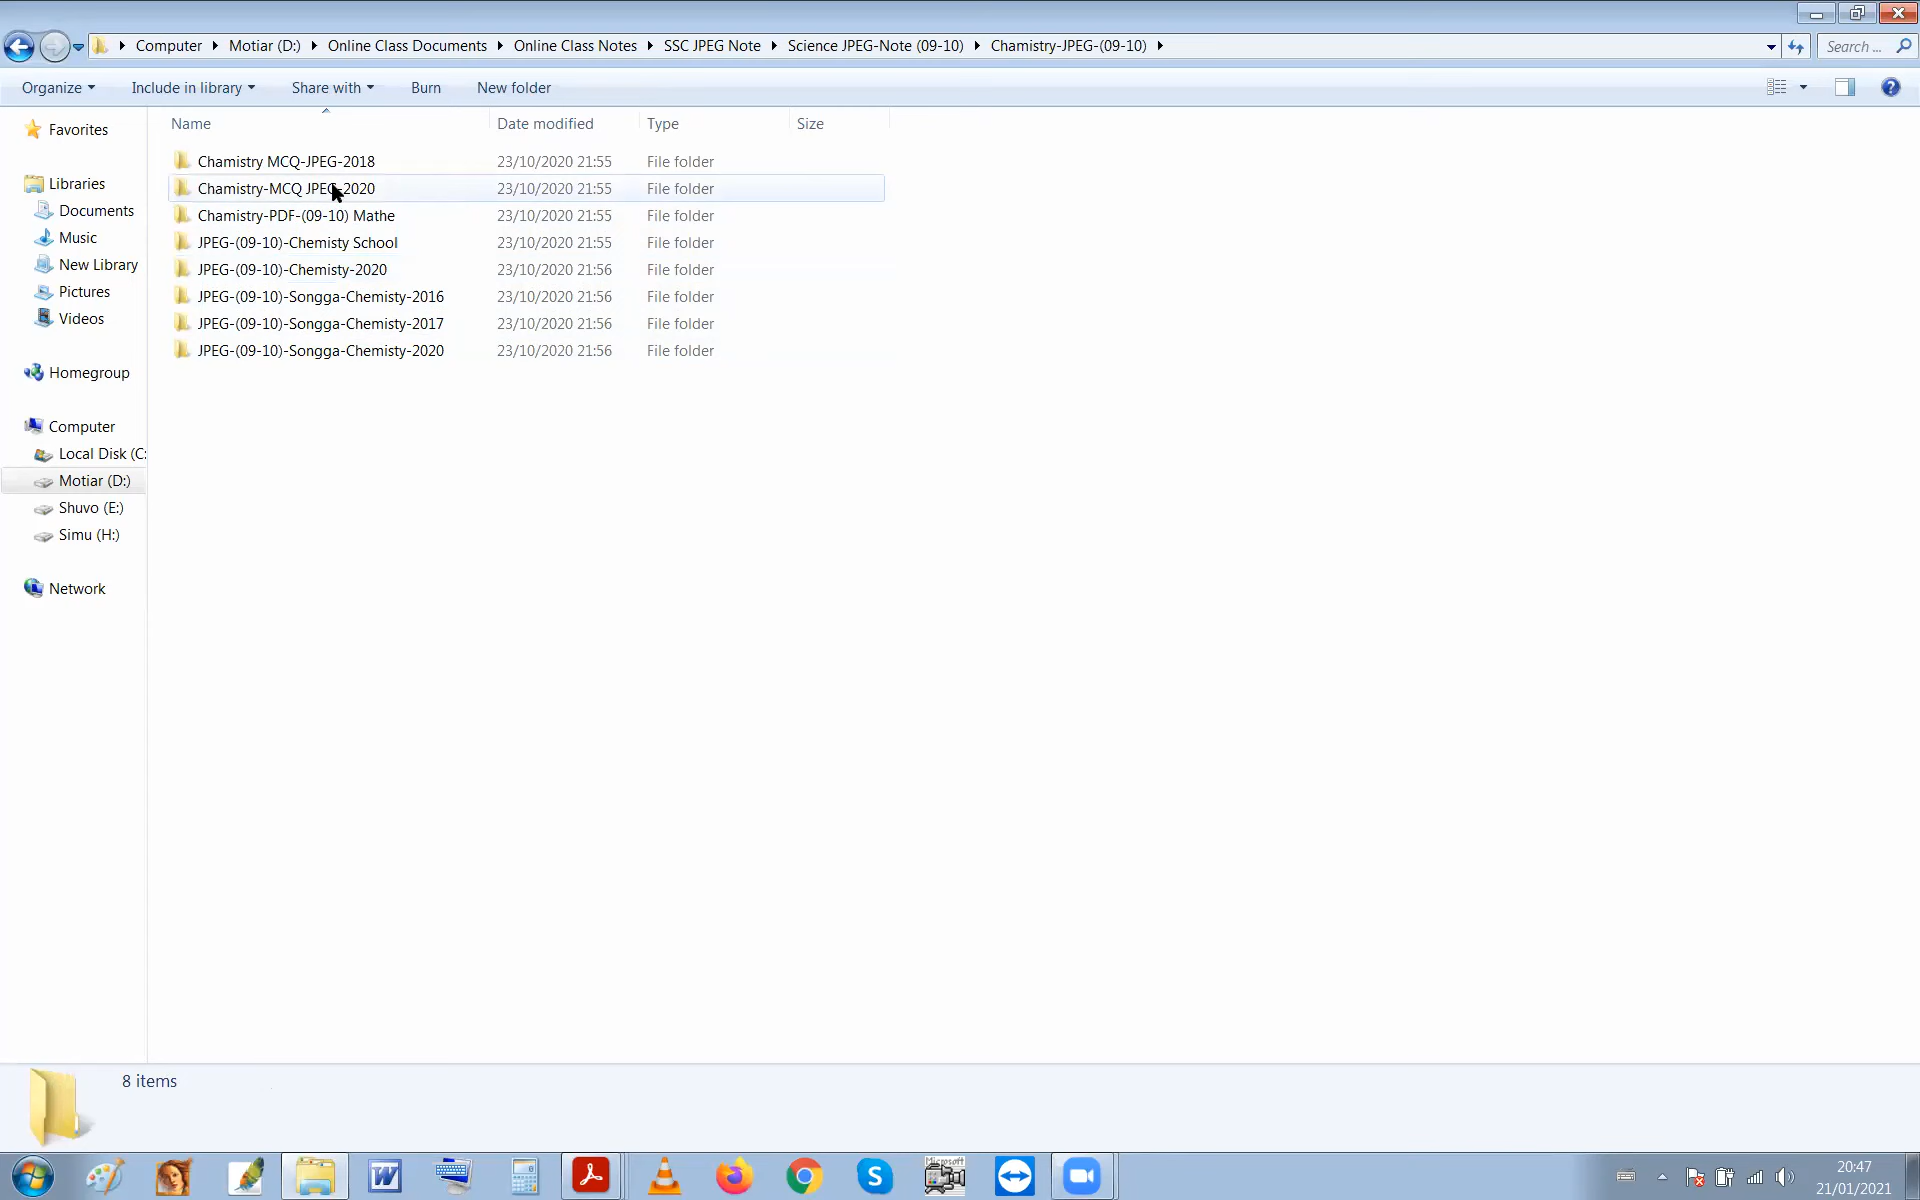 Computer Motiar (D:) Online Class Documents Online Class Notes SSC JPEG Note Science JPEG-Note (09-10) Chamistry-JPEG-(09-10) Search ...
Organize Include in library Share with Burn New folder
Name Date modified Type Size
Favorites
Libraries
Documents
Music
New Library
Pictures
Videos
Homegroup
Computer
Local Disk (C:
Motiar (D:)
Shuvo (E:)
Simu (H:)
Network
Chamistry MCQ-JPEG-2018 23/10/2020 21:55 File folder
Chamistry-MCQ JPEG-2020 23/10/2020 21:55 File folder
Chamistry-PDF-(09-10) Mathe 23/10/2020 21:55 File folder
JPEG-(09-10)-Chemisty School 23/10/2020 21:55 File folder
JPEG-(09-10)-Chemisty-2020 23/10/2020 21:56 File folder
JPEG-(09-10)-Songga-Chemisty-2016 23/10/2020 21:56 File folder
JPEG-(09-10)-Songga-Chemisty-2017 23/10/2020 21:56 File folder
JPEG-(09-10)-Songga-Chemisty-2020 23/10/2020 21:56 File folder
8 items
Microsoft
20:47
21/01/2021